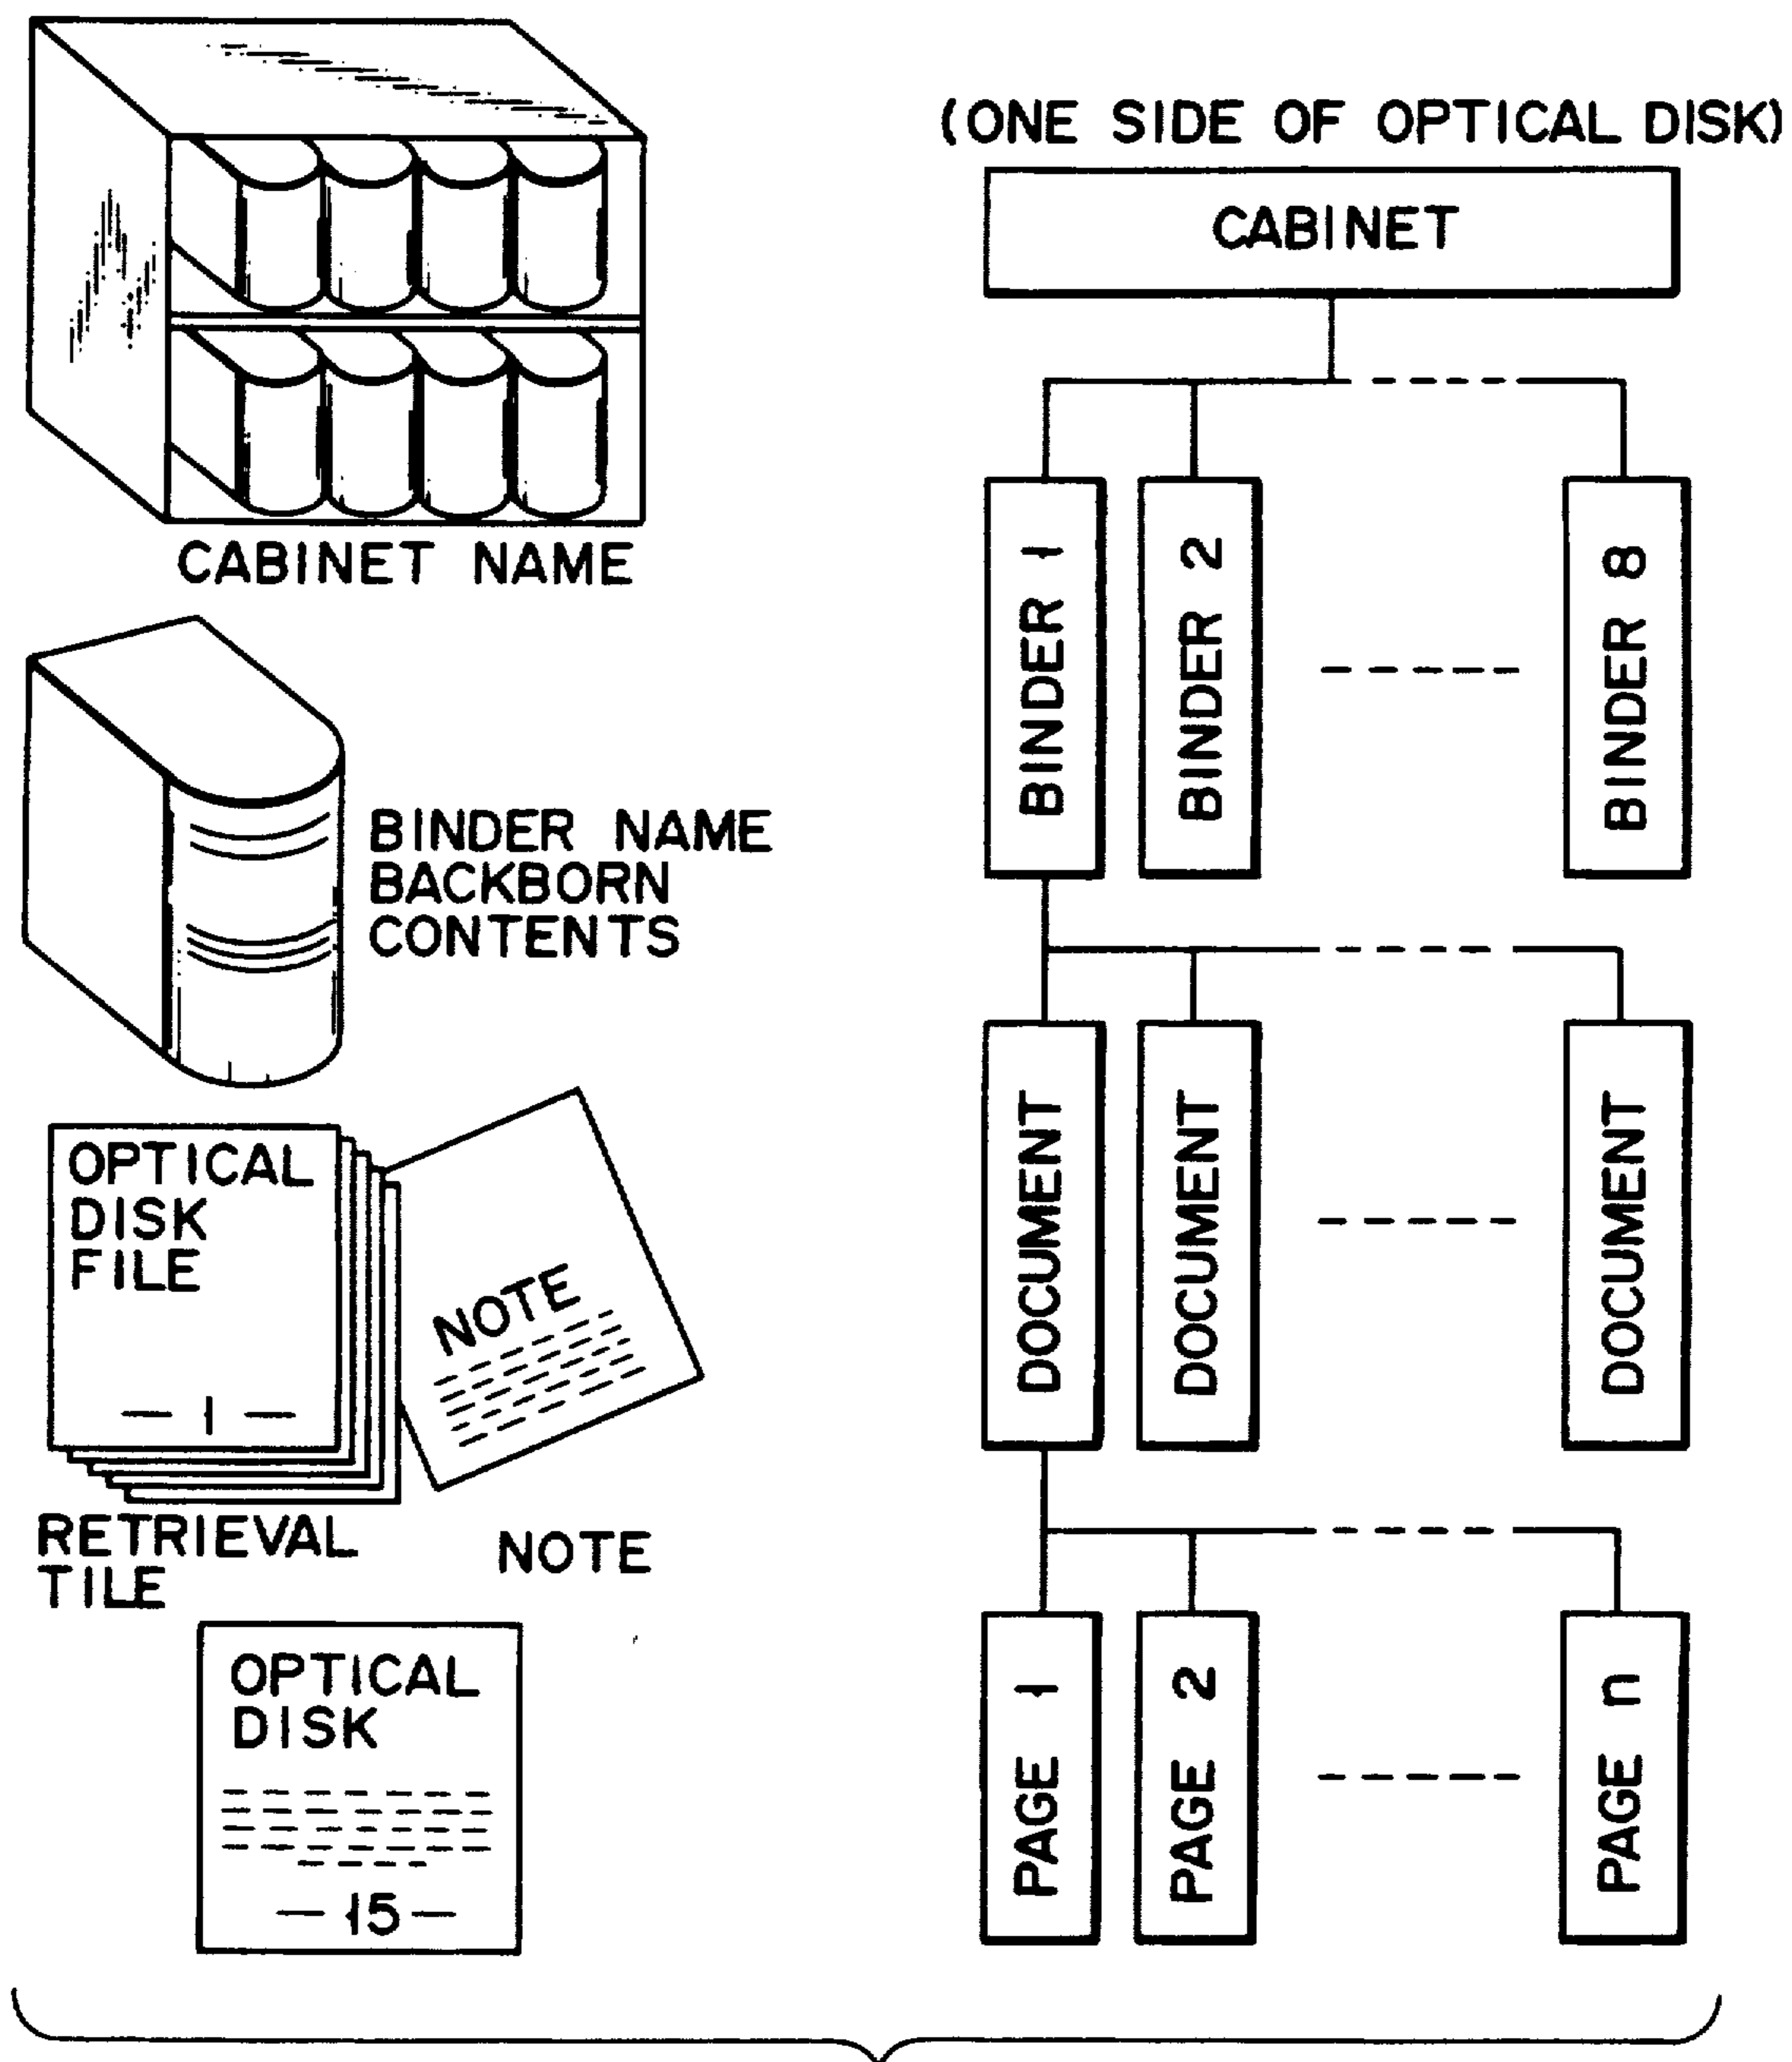 (ONE SIDE OF OPTICAL DISK)
CABINET
CABINET NAME
BINDER 1
BINDER 2
BINDER 8
BINDER NAME
BACKBORN
CONTENTS
DOCUMENT
DOCUMENT
DOCUMENT
OPTICAL
DISK
FILE
— 1 —
NOTE
RETRIEVAL
TILE
NOTE
OPTICAL
DISK
— 15 —
PAGE 1
PAGE 2
PAGE n